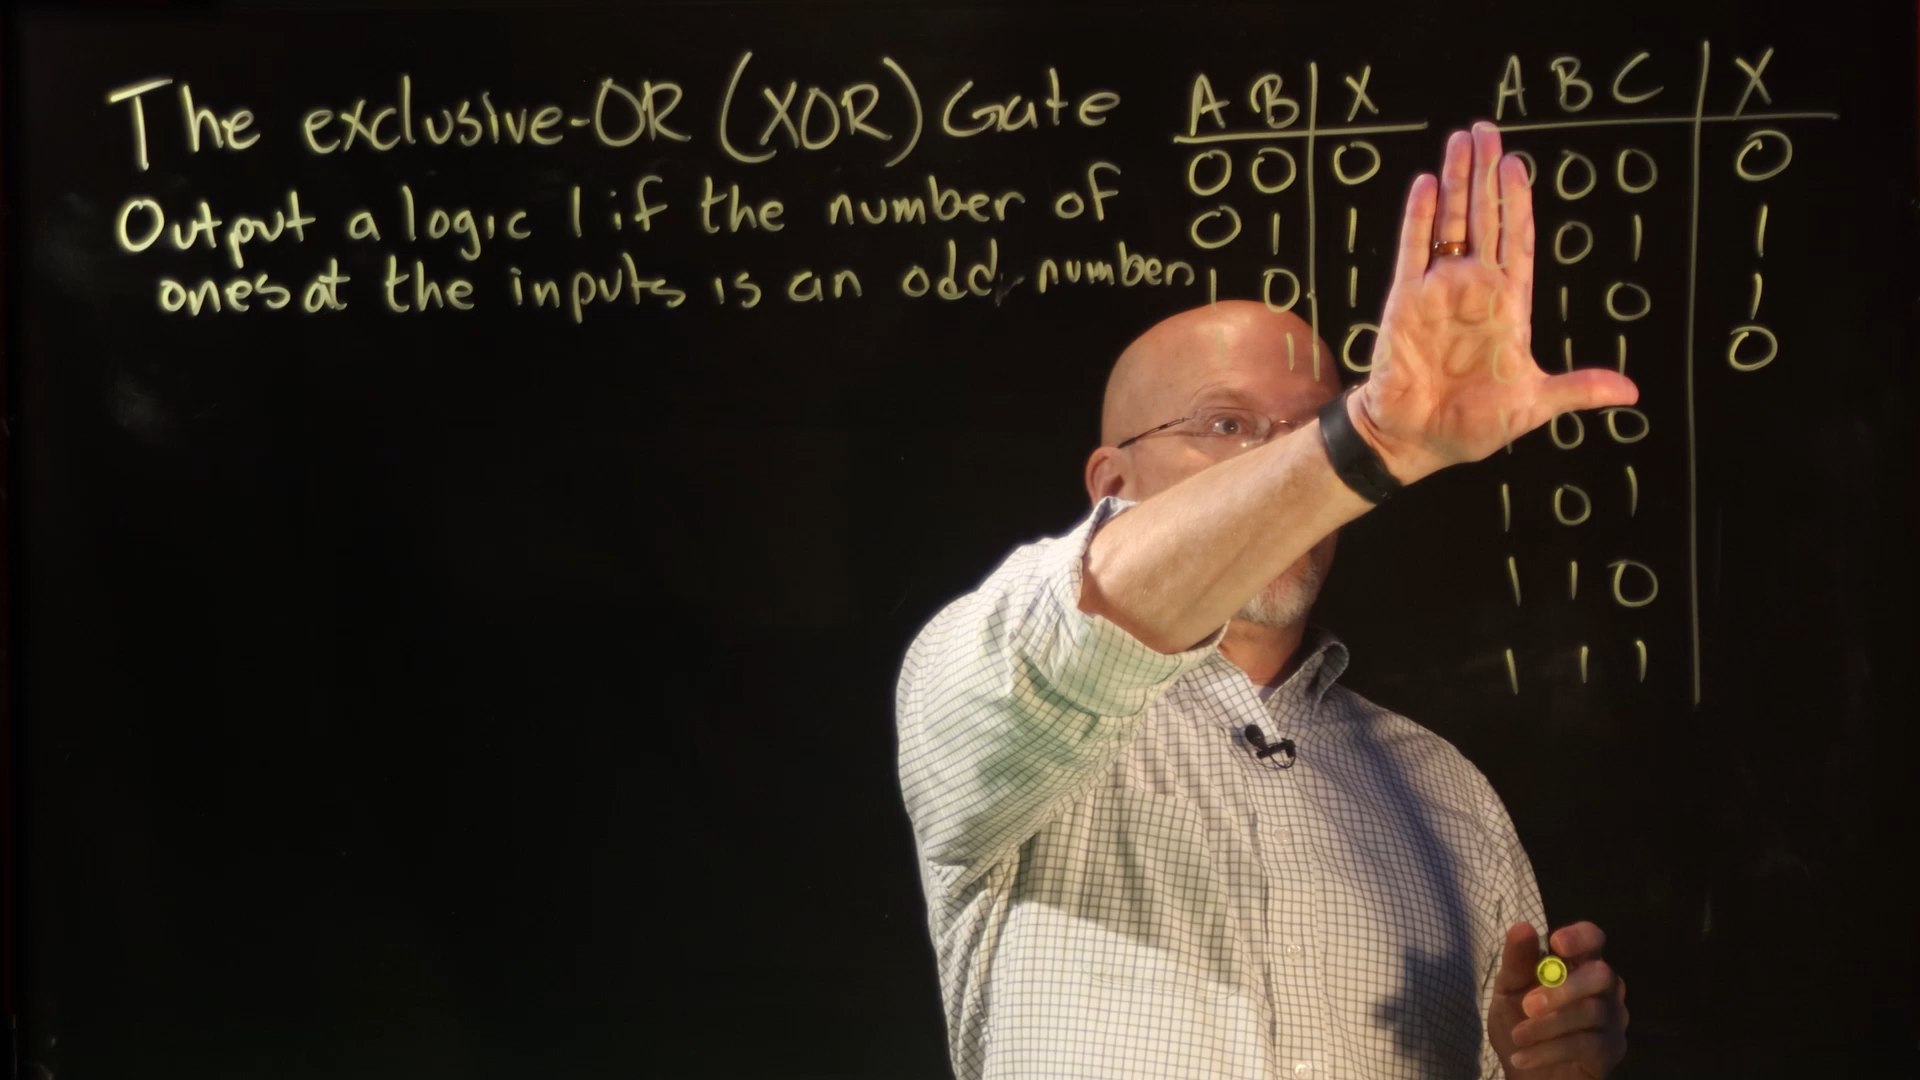 The exclusive-OR (XOR) Gate
Output a logic 1 if the number of
ones at the inputs is an odd number
A B X
0 0 0
0 1 1
1 0 1
1 1 0
A B C X
0 0 0 0
0 0 1 1
0 1 0 1
0 1 1 0
1 0 0
1 0 1
1 1 0
1 1 1